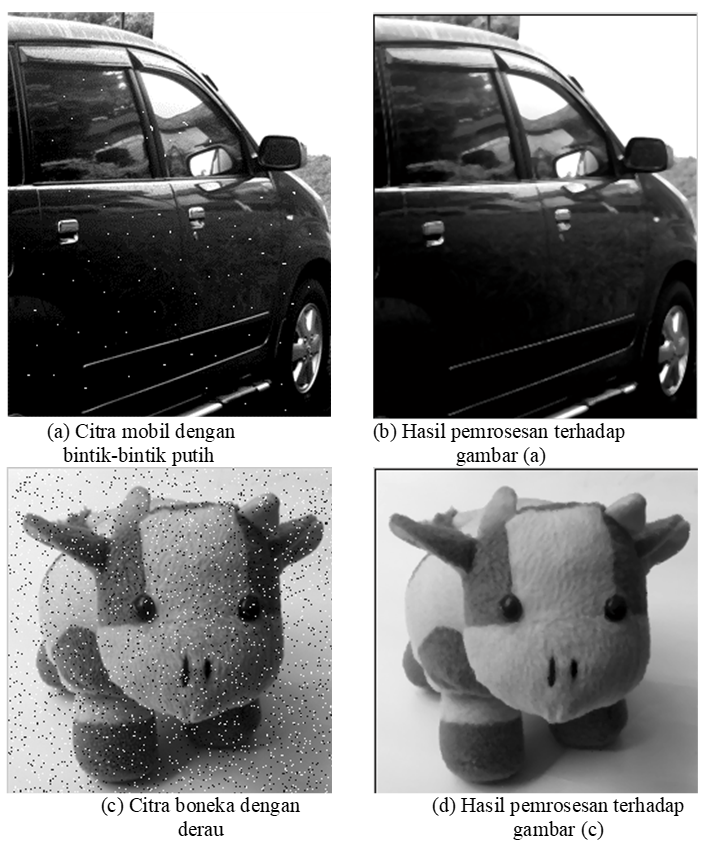 (a) Citra mobil dengan
bintik-bintik putih
(b) Hasil pemrosesan terhadap
gambar (a)
(c) Citra boneka dengan
derau
(d) Hasil pemrosesan terhadap
gambar (c)